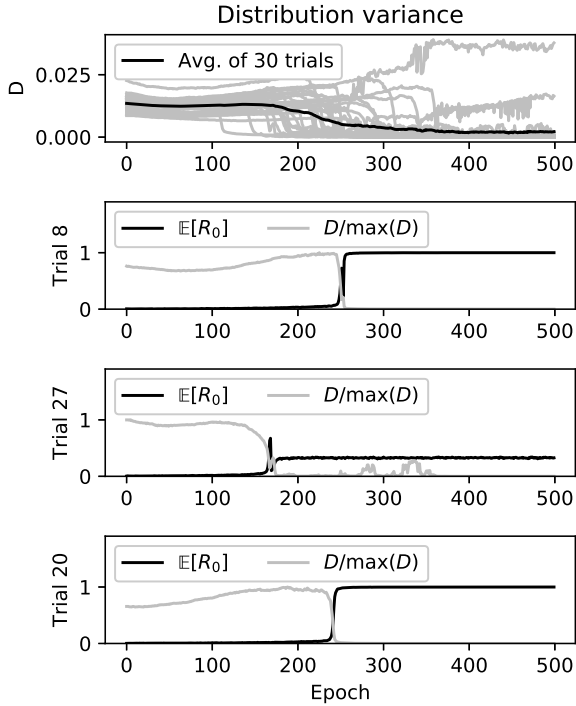 Distribution variance
D
0.025
0.000
Avg. of 30 trials
0 100 200 300 400 500
Trial 8
1
0
𝔼[R₀] D/max(D)
0 100 200 300 400 500
Trial 27
1
0
𝔼[R₀] D/max(D)
0 100 200 300 400 500
Trial 20
1
0
𝔼[R₀] D/max(D)
0 100 200 300 400 500
Epoch